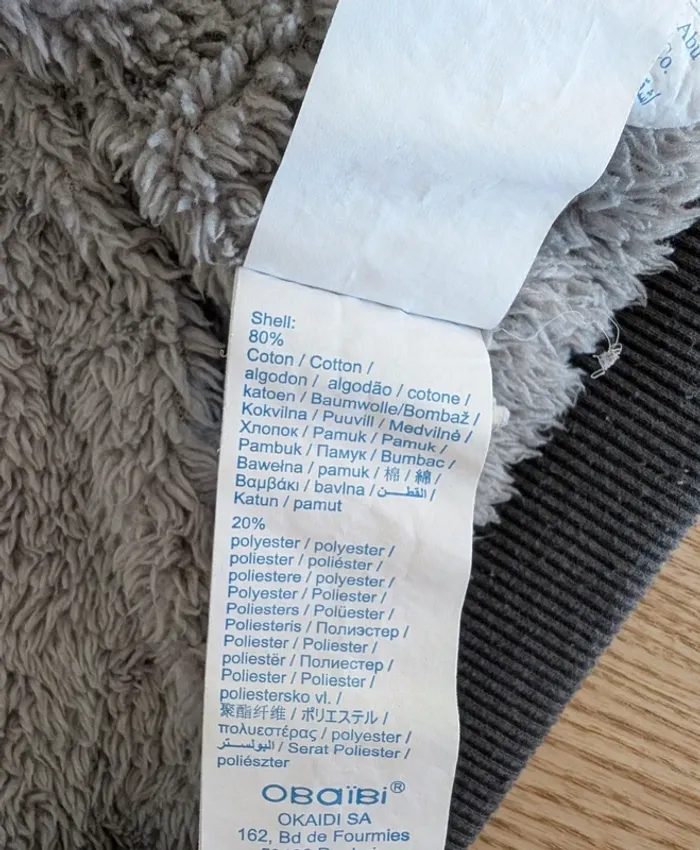 Abu
Co.
Shell:
80%
Coton / Cotton /
algodon / algodão / cotone /
katoen / Baumwolle/Bombaž /
Kokvilna / Puuvill / Medvilnė /
Хлопок / Pamuk / Pamuk /
Pambuk / Памук / Bumbac /
Bawełna / pamuk / 棉 / 綿 /
Βαμβάκι / bavlna / القطن /
Katun / pamut
20%
polyester / polyester /
poliester / poliéster /
poliestere / polyester /
Polyester / Poliester /
Poliesters / Polüester /
Poliesteris / Полиэстер /
Poliester / Poliester /
poliestër / Полиестер /
Poliester / Poliester /
poliestersko vl. /
聚酯纤维 / ポリエステル /
πολυεστέρας / polyester /
البوليستر / Serat Poliester /
poliészter
OBaïBi®
OKAIDI SA
162, Bd de Fourmies